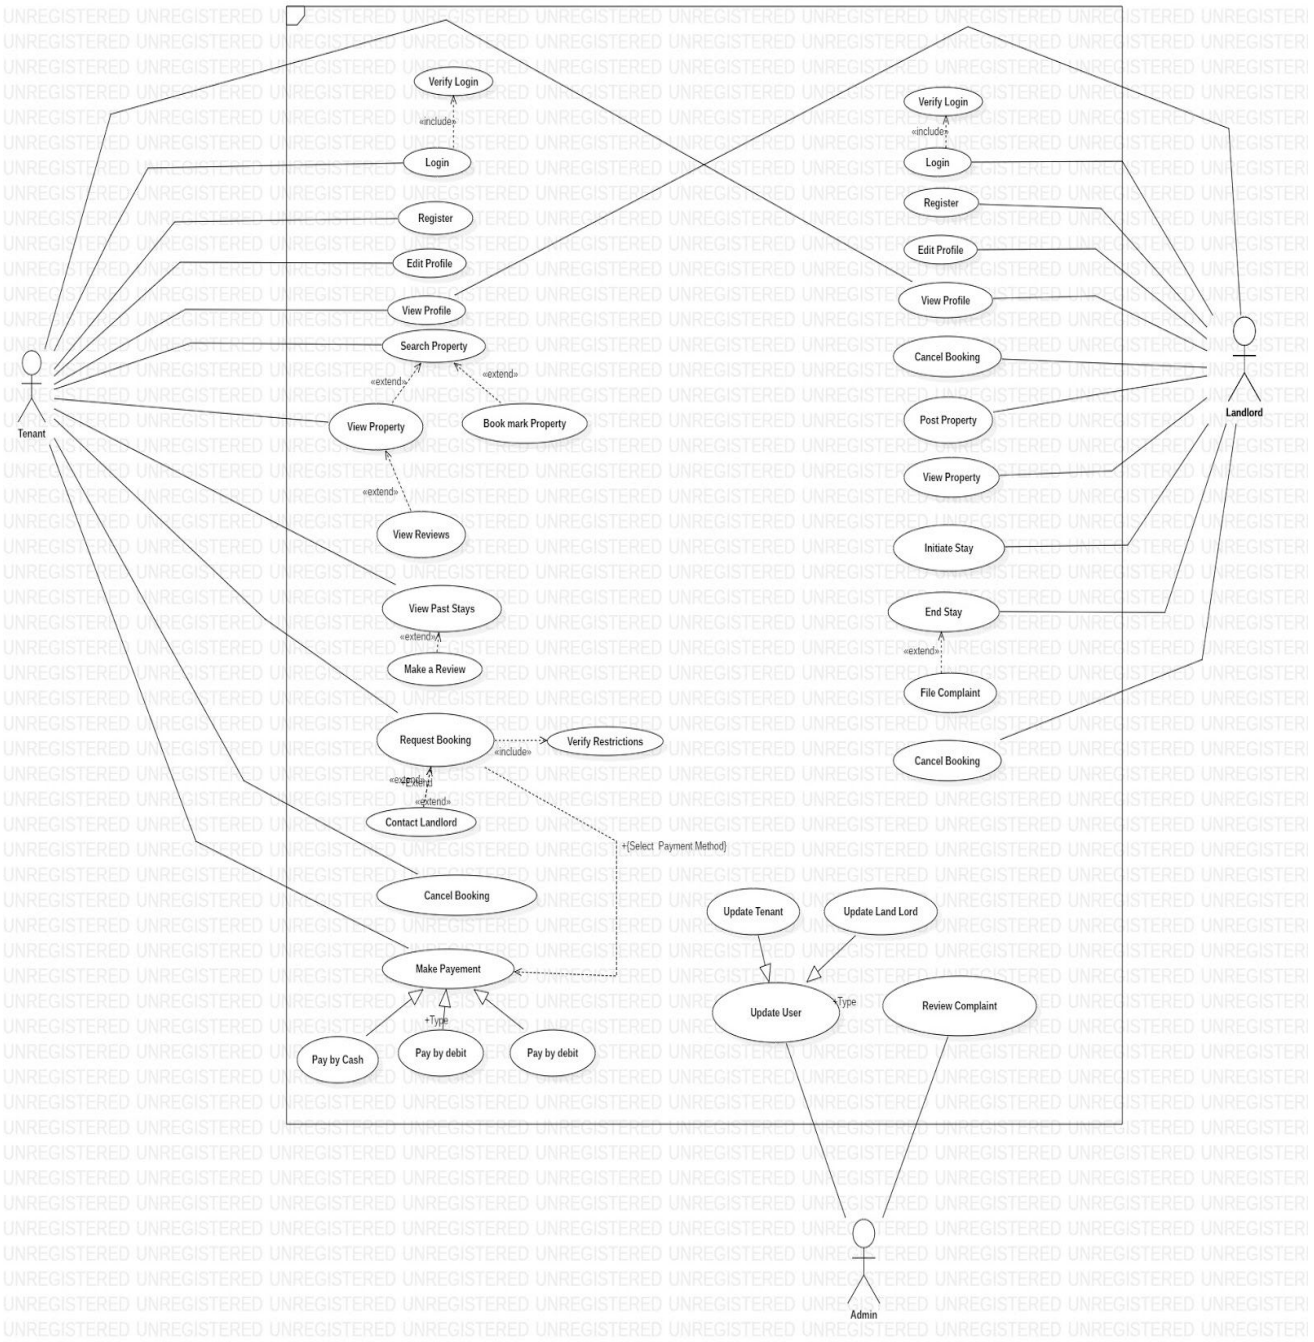 Verify Login
«include»
Login
Register
Edit Profile
View Profile
Search Property
«extend»
«extend»
View Property
Book mark Property
«extend»
View Reviews
View Past Stays
«extend»
Make a Review
Request Booking
«include»
Verify Restrictions
«extend»
+Extend
«extend»
Contact Landlord
+{Select Payment Method}
Cancel Booking
Make Payement
+Type
Pay by Cash
Pay by debit
Pay by debit
Tenant
Verify Login
«include»
Login
Register
Edit Profile
View Profile
Cancel Booking
Post Property
View Property
Initiate Stay
End Stay
«extend»
File Complaint
Cancel Booking
Landlord
Update Tenant
Update Land Lord
Update User
+Type
Review Complaint
Admin
UNREGISTERED